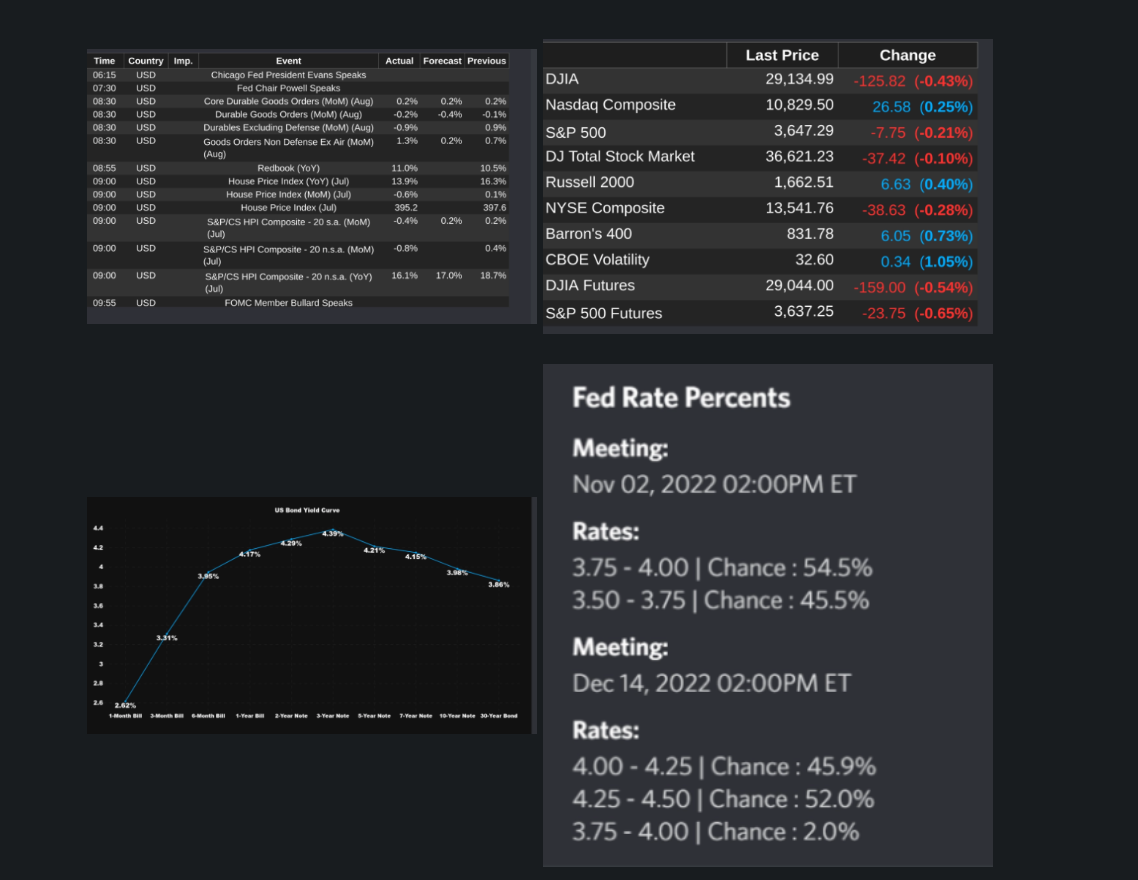 Time Country Imp. Event Actual Forecast Previous
06:15 USD Chicago Fed President Evans Speaks
07:30 USD Fed Chair Powell Speaks
08:30 USD Core Durable Goods Orders (MoM) (Aug) 0.2% 0.2% 0.2%
08:30 USD Durable Goods Orders (MoM) (Aug) -0.2% -0.4% -0.1%
08:30 USD Durables Excluding Defense (MoM) (Aug) -0.9% 0.9%
08:30 USD Goods Orders Non Defense Ex Air (MoM) 1.3% 0.2% 0.7%
(Aug)
08:55 USD Redbook (YoY) 11.0% 10.5%
09:00 USD House Price Index (YoY) (Jul) 13.9% 16.3%
09:00 USD House Price Index (MoM) (Jul) -0.6% 0.1%
09:00 USD House Price Index (Jul) 395.2 397.6
09:00 USD S&P/CS HPI Composite - 20 s.a. (MoM) -0.4% 0.2% 0.2%
(Jul)
09:00 USD S&P/CS HPI Composite - 20 n.s.a. (MoM) -0.8% 0.4%
(Jul)
09:00 USD S&P/CS HPI Composite - 20 n.s.a. (YoY) 16.1% 17.0% 18.7%
(Jul)
09:55 USD FOMC Member Bullard Speaks
Last Price Change
DJIA 29,134.99 -125.82 (-0.43%)
Nasdaq Composite 10,829.50 26.58 (0.25%)
S&P 500 3,647.29 -7.75 (-0.21%)
DJ Total Stock Market 36,621.23 -37.42 (-0.10%)
Russell 2000 1,662.51 6.63 (0.40%)
NYSE Composite 13,541.76 -38.63 (-0.28%)
Barron's 400 831.78 6.05 (0.73%)
CBOE Volatility 32.60 0.34 (1.05%)
DJIA Futures 29,044.00 -159.00 (-0.54%)
S&P 500 Futures 3,637.25 -23.75 (-0.65%)
US Bond Yield Curve
4.4
4.2
4
3.8
3.6
3.4
3.2
3
2.8
2.6
2.62% 3.31% 3.95% 4.17% 4.29% 4.39% 4.21% 4.15% 3.98% 3.86%
1-Month Bill 3-Month Bill 6-Month Bill 1-Year Bill 2-Year Note 3-Year Note 5-Year Note 7-Year Note 10-Year Note 30-Year Bond
Fed Rate Percents
Meeting:
Nov 02, 2022 02:00PM ET
Rates:
3.75 - 4.00 | Chance : 54.5%
3.50 - 3.75 | Chance : 45.5%
Meeting:
Dec 14, 2022 02:00PM ET
Rates:
4.00 - 4.25 | Chance : 45.9%
4.25 - 4.50 | Chance : 52.0%
3.75 - 4.00 | Chance : 2.0%